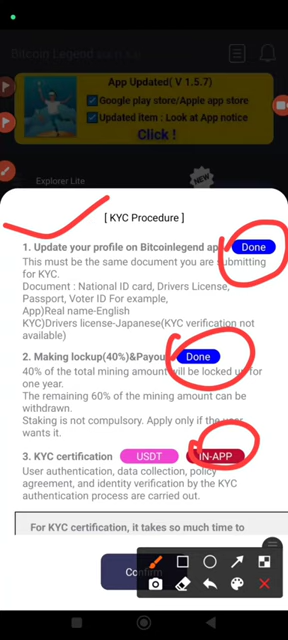 Bitcoin Legend
App Updated( V 1.5.7)
Google play store/Apple app store
Updated item : Look at App notice
Click !
Explorer Lite
NEW
[ KYC Procedure ]
1. Update your profile on Bitcoinlegend app Done
This must be the same document you are submitting
for KYC.
Document : National ID card, Drivers License,
Passport, Voter ID For example,
App)Real name-English
KYC)Drivers license-Japanese(KYC verification not
available)
2. Making lockup(40%)&Payout Done
40% of the total mining amount will be locked up for
one year.
The remaining 60% of the mining amount can be
withdrawn.
Staking is not compulsory. Apply only if the user
wants it.
3. KYC certification USDT IN-APP
User authentication, data collection, policy
agreement, and identity verification by the KYC
authentication process are carried out.
For KYC certification, it takes so much time to